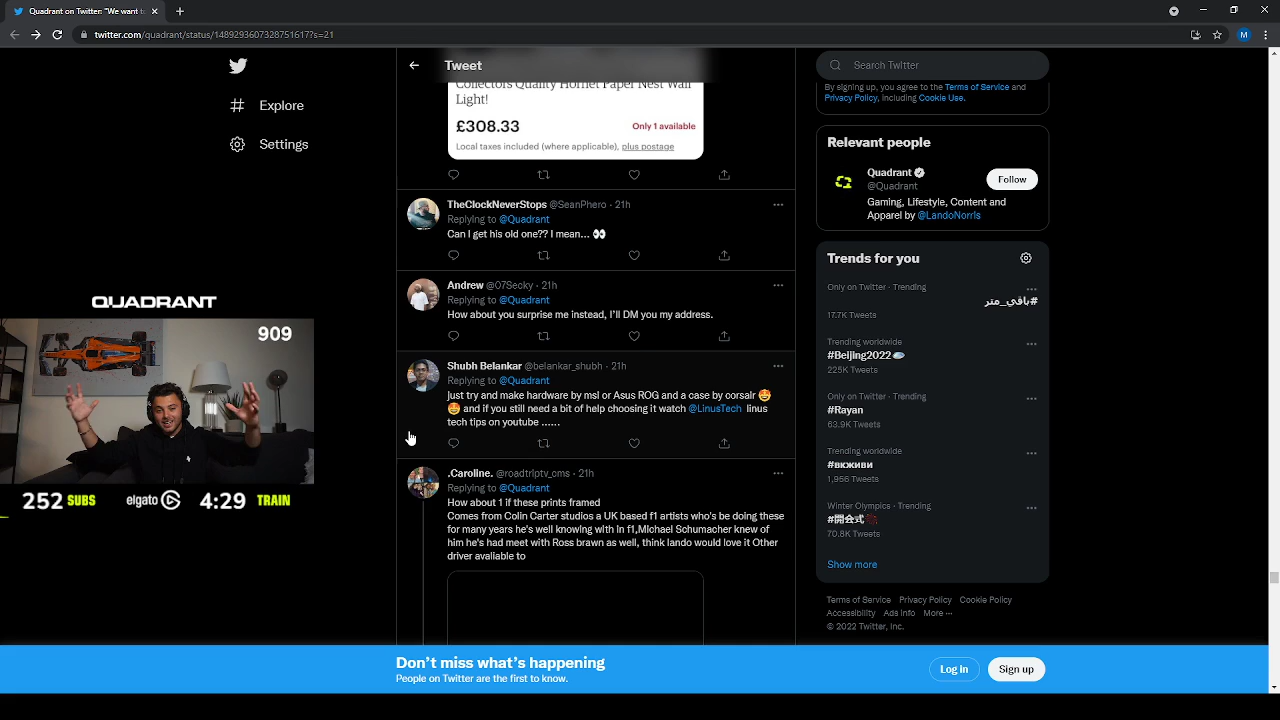 Quadrant on Twitter: "We want to
twitter.com/quadrant/status/1489293607328751617?s=21
M
Explore
Settings
Tweet
Collectors Quality Hornet Paper Nest Wall
Light!
£308.33
Only 1 available
Local taxes included (where applicable), plus postage
TheClockNeverStops @SeanPhero · 21h
Replying to @Quadrant
Can I get his old one?? I mean... 👀
Andrew @07Secky · 21h
Replying to @Quadrant
How about you surprise me instead, I'll DM you my address.
Shubh Belankar @belankar_shubh · 21h
Replying to @Quadrant
Just try and make hardware by msI or Asus ROG and a case by corsaIr 🤩
🤩 and if you still need a bit of help choosing it watch @LinusTech linus
tech tips on youtube ......
.Caroline. @roadtriptv_cms · 21h
Replying to @Quadrant
How about 1 if these prints framed
Comes from Colin Carter studios a UK based f1 artists who's be doing these
for many years he's well knowing with in f1,Michael Schumacher knew of
him he's had meet with Ross brawn as well, think lando would love it Other
driver avaliable to
QUADRANT
909
252 SUBS
elgato
4:29 TRAIN
Search Twitter
By signing up, you agree to the Terms of Service and
Privacy Policy, including Cookie Use.
Relevant people
Quadrant
@Quadrant
Follow
Gaming, Lifestyle, Content and
Apparel by @LandoNorris
Trends for you
Only on Twitter · Trending
#باقي_متر
17.7K Tweets
Trending worldwide
#Beijing2022
225K Tweets
Only on Twitter · Trending
#Rayan
63.9K Tweets
Trending worldwide
#вкживи
1,956 Tweets
Winter Olympics · Trending
#開会式
70.8K Tweets
Show more
Terms of Service Privacy Policy Cookie Policy
Accessibility Ads info More ···
© 2022 Twitter, Inc.
Don't miss what's happening
People on Twitter are the first to know.
Log in
Sign up